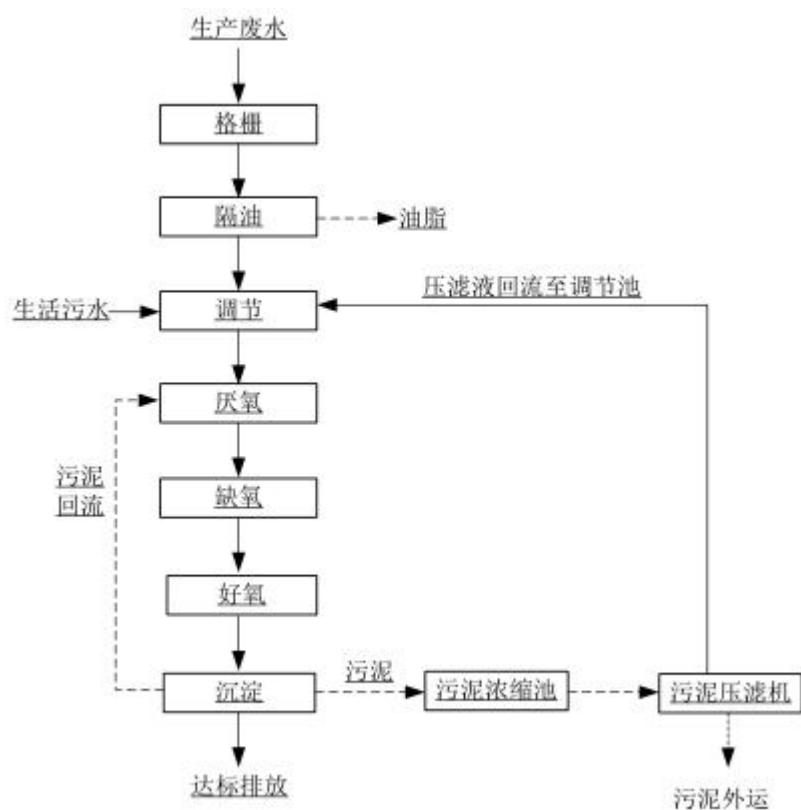 生产废水
格栅
隔油
油脂
压滤液回流至调节池
生活污水
调节
厌氧
污泥
回流
缺氧
好氧
污泥
沉淀
污泥浓缩池
污泥压滤机
达标排放
污泥外运